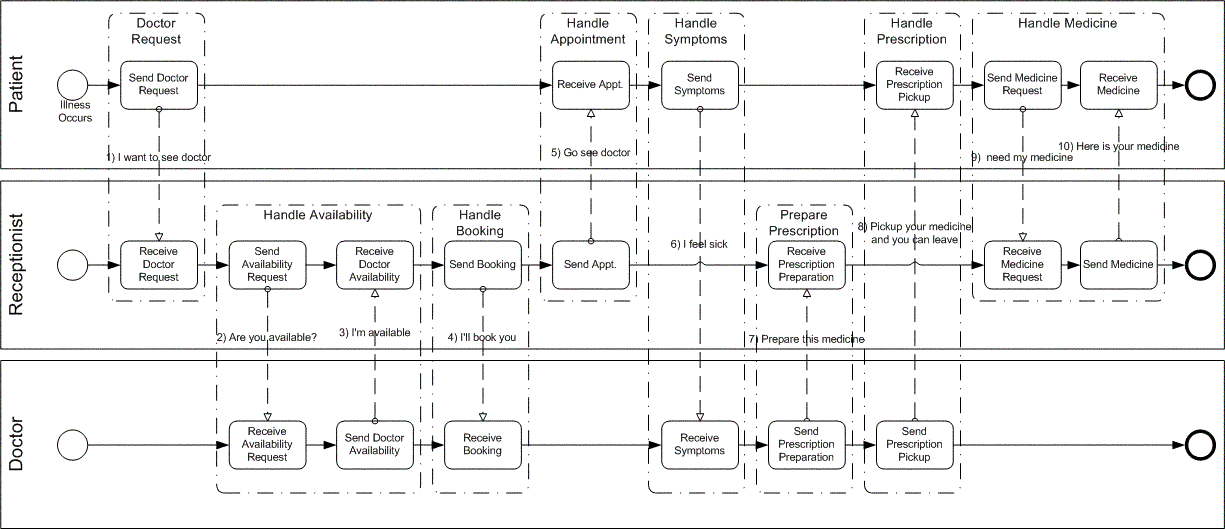 Patient
Illness
Occurs
Doctor
Request
Send Doctor
Request
1) I want to see doctor
Handle
Appointment
Receive Appt.
5) Go see doctor
Handle
Symptoms
Send
Symptoms
Handle
Prescription
Receive
Prescription
Pickup
Handle Medicine
Send Medicine
Request
Receive
Medicine
9) need my medicine
10) Here is your medicine
Receptionist
Receive
Doctor
Request
Handle Availability
Send
Availability
Request
Receive
Doctor
Availability
2) Are you available?
3) I'm available
Handle
Booking
Send Booking
4) I'll book you
Send Appt.
6) I feel sick
Prepare
Prescription
Receive
Prescription
Preparation
7) Prepare this medicine
8) Pickup your medicine
and you can leave
Receive
Medicine
Request
Send Medicine
Doctor
Receive
Availability
Request
Send Doctor
Availability
Receive
Booking
Receive
Symptoms
Send
Prescription
Preparation
Send
Prescription
Pickup